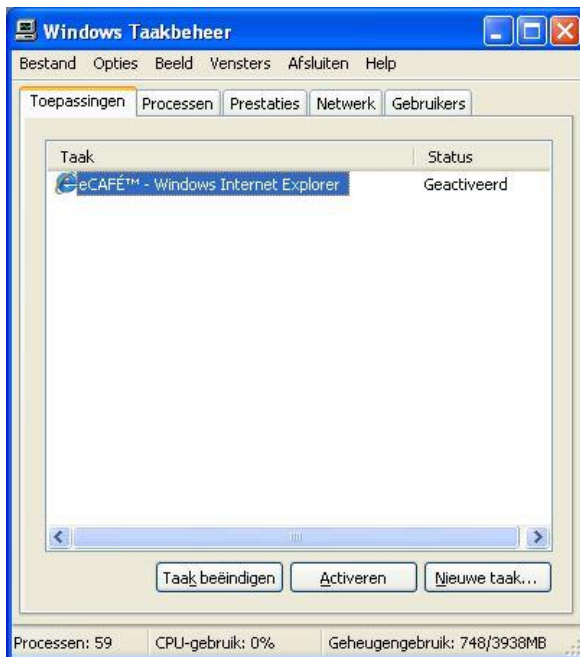 Windows Taakbeheer
Bestand Opties Beeld Vensters Afsluiten Help
Toepassingen Processen Prestaties Netwerk Gebruikers
Taak Status
eCAFÉ™ - Windows Internet Explorer Geactiveerd
Taak beëindigen Activeren Nieuwe taak...
Processen: 59 CPU-gebruik: 0% Geheugengebruik: 748/3938MB